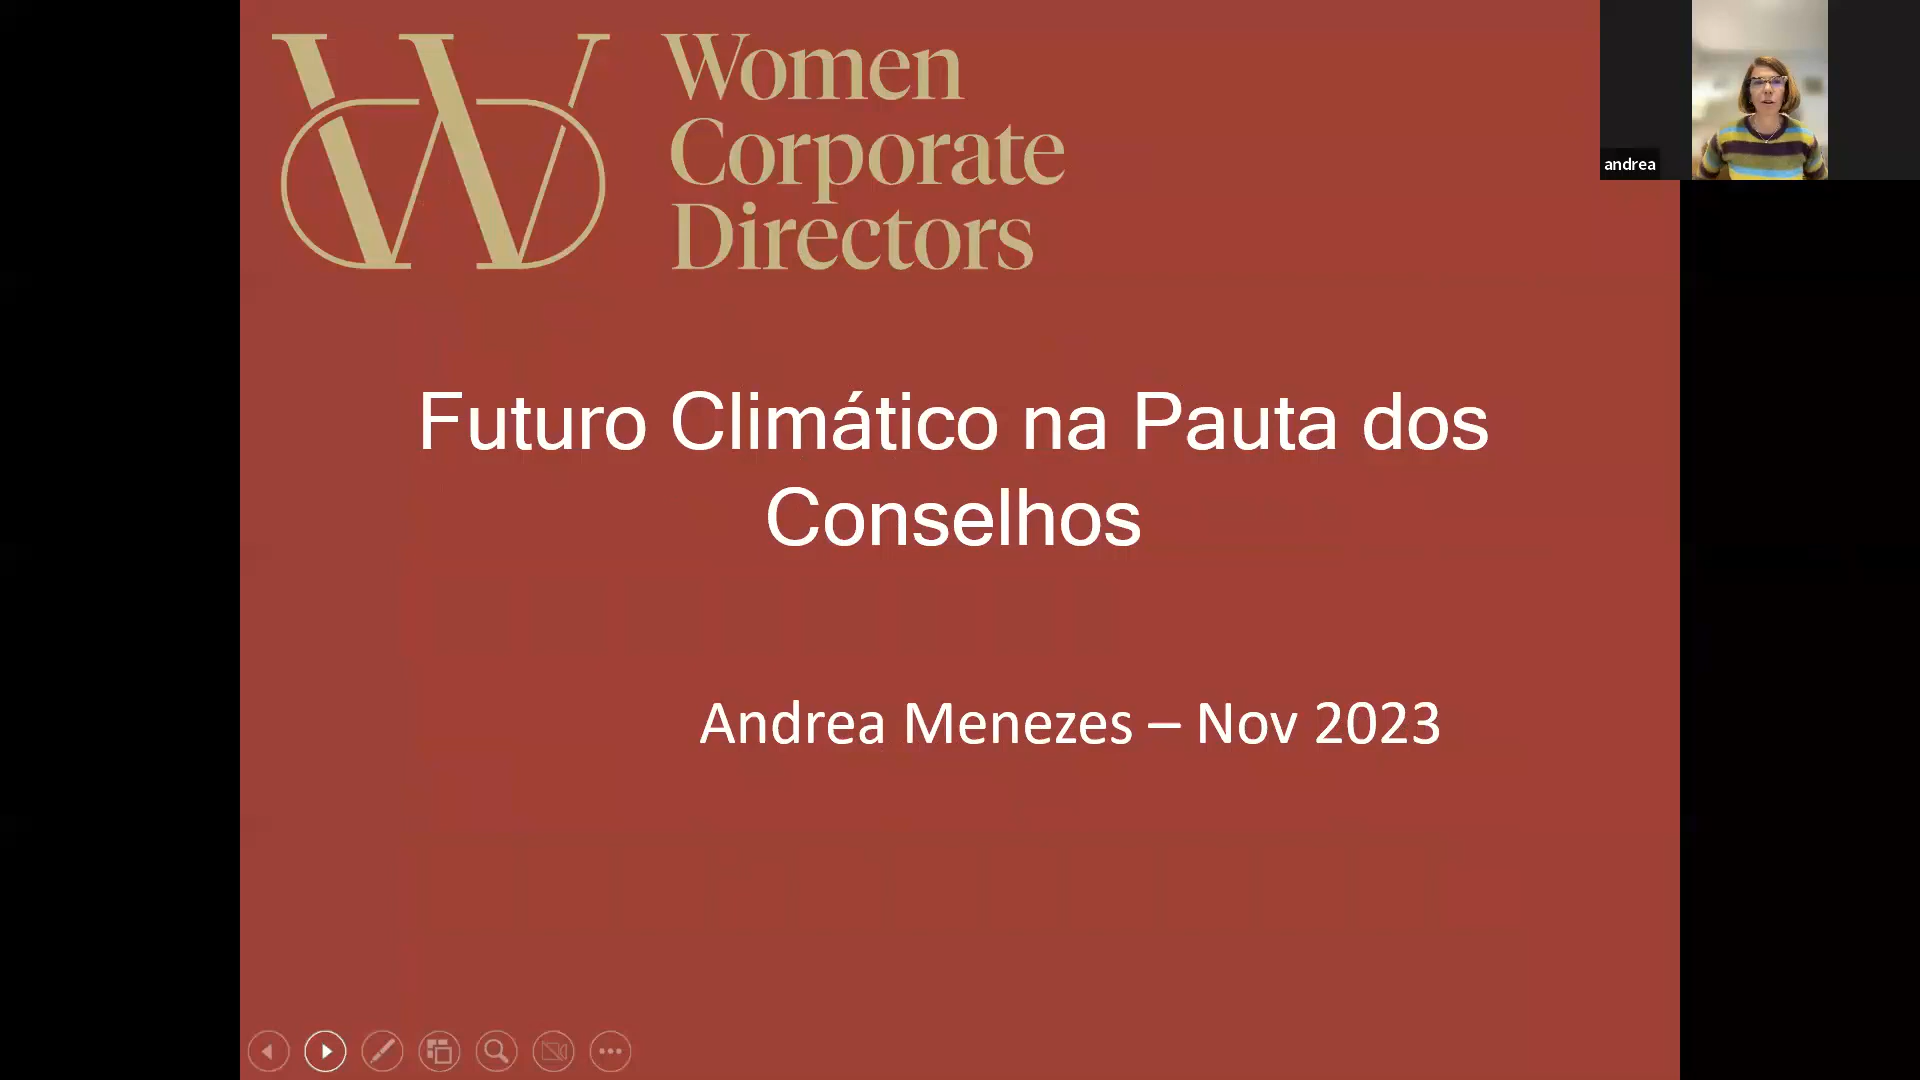 Women
Corporate
Directors
andrea
Futuro Climático na Pauta dos
Conselhos
Andrea Menezes – Nov 2023